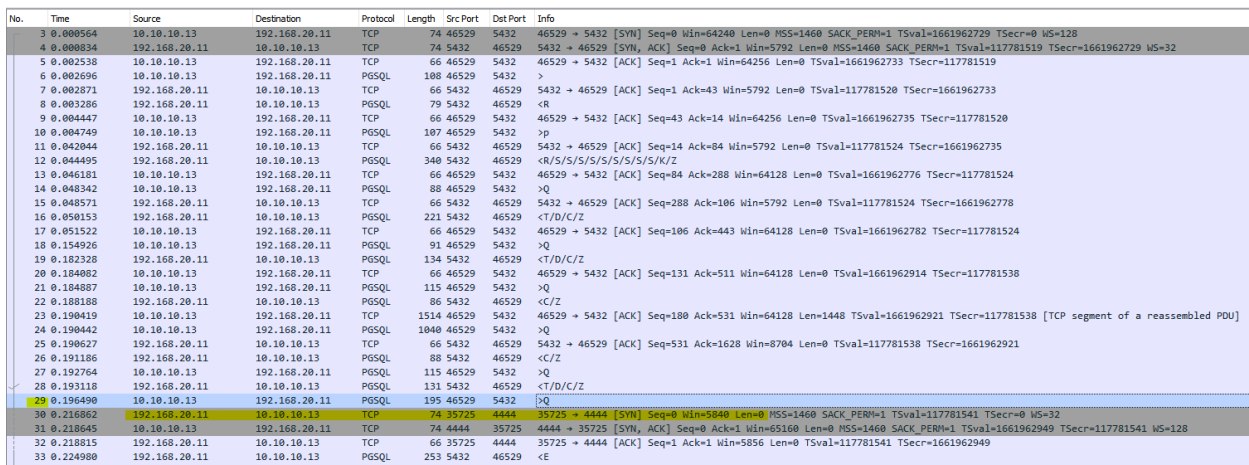 No. Time Source Destination Protocol Length Src Port Dst Port Info
3 0.000564 10.10.10.13 192.168.20.11 TCP 74 46529 5432 46529 → 5432 [SYN] Seq=0 Win=64240 Len=0 MSS=1460 SACK_PERM=1 TSval=1661962729 TSecr=0 WS=128
4 0.000834 192.168.20.11 10.10.10.13 TCP 74 5432 46529 5432 → 46529 [SYN, ACK] Seq=0 Ack=1 Win=5792 Len=0 MSS=1460 SACK_PERM=1 TSval=117781519 TSecr=1661962729 WS=32
5 0.002538 10.10.10.13 192.168.20.11 TCP 66 46529 5432 46529 → 5432 [ACK] Seq=1 Ack=1 Win=64256 Len=0 TSval=1661962733 TSecr=117781519
6 0.002696 10.10.10.13 192.168.20.11 PGSQL 108 46529 5432 >
7 0.002871 192.168.20.11 10.10.10.13 TCP 66 5432 46529 5432 → 46529 [ACK] Seq=1 Ack=43 Win=5792 Len=0 TSval=117781520 TSecr=1661962733
8 0.003286 192.168.20.11 10.10.10.13 PGSQL 79 5432 46529 <R
9 0.004447 10.10.10.13 192.168.20.11 TCP 66 46529 5432 46529 → 5432 [ACK] Seq=43 Ack=14 Win=64256 Len=0 TSval=1661962735 TSecr=117781520
10 0.004749 10.10.10.13 192.168.20.11 PGSQL 107 46529 5432 >p
11 0.042044 192.168.20.11 10.10.10.13 TCP 66 5432 46529 5432 → 46529 [ACK] Seq=14 Ack=84 Win=5792 Len=0 TSval=117781524 TSecr=1661962735
12 0.044495 192.168.20.11 10.10.10.13 PGSQL 340 5432 46529 <R/S/S/S/S/S/S/S/S/S/K/Z
13 0.046181 10.10.10.13 192.168.20.11 TCP 66 46529 5432 46529 → 5432 [ACK] Seq=84 Ack=288 Win=64128 Len=0 TSval=1661962776 TSecr=117781524
14 0.048342 10.10.10.13 192.168.20.11 PGSQL 88 46529 5432 >Q
15 0.048571 192.168.20.11 10.10.10.13 TCP 66 5432 46529 5432 → 46529 [ACK] Seq=288 Ack=106 Win=5792 Len=0 TSval=117781524 TSecr=1661962778
16 0.050153 192.168.20.11 10.10.10.13 PGSQL 221 5432 46529 <T/D/C/Z
17 0.051522 10.10.10.13 192.168.20.11 TCP 66 46529 5432 46529 → 5432 [ACK] Seq=106 Ack=443 Win=64128 Len=0 TSval=1661962782 TSecr=117781524
18 0.154926 10.10.10.13 192.168.20.11 PGSQL 91 46529 5432 >Q
19 0.182328 192.168.20.11 10.10.10.13 PGSQL 134 5432 46529 <T/D/C/Z
20 0.184082 10.10.10.13 192.168.20.11 TCP 66 46529 5432 46529 → 5432 [ACK] Seq=131 Ack=511 Win=64128 Len=0 TSval=1661962914 TSecr=117781538
21 0.184887 10.10.10.13 192.168.20.11 PGSQL 115 46529 5432 >Q
22 0.188188 192.168.20.11 10.10.10.13 PGSQL 86 5432 46529 <C/Z
23 0.190419 10.10.10.13 192.168.20.11 TCP 1514 46529 5432 46529 → 5432 [ACK] Seq=180 Ack=531 Win=64128 Len=1448 TSval=1661962921 TSecr=117781538 [TCP segment of a reassembled PDU]
24 0.190442 10.10.10.13 192.168.20.11 PGSQL 1040 46529 5432 >Q
25 0.190627 192.168.20.11 10.10.10.13 TCP 66 5432 46529 5432 → 46529 [ACK] Seq=531 Ack=1628 Win=8704 Len=0 TSval=117781538 TSecr=1661962921
26 0.191186 192.168.20.11 10.10.10.13 PGSQL 88 5432 46529 <C/Z
27 0.192764 10.10.10.13 192.168.20.11 PGSQL 115 46529 5432 >Q
28 0.193118 192.168.20.11 10.10.10.13 PGSQL 131 5432 46529 <T/D/C/Z
29 0.196490 10.10.10.13 192.168.20.11 PGSQL 195 46529 5432 >Q
30 0.216862 192.168.20.11 10.10.10.13 TCP 74 35725 4444 35725 → 4444 [SYN] Seq=0 Win=5840 Len=0 MSS=1460 SACK_PERM=1 TSval=117781541 TSecr=0 WS=32
31 0.218645 10.10.10.13 192.168.20.11 TCP 74 4444 35725 4444 → 35725 [SYN, ACK] Seq=0 Ack=1 Win=65160 Len=0 MSS=1460 SACK_PERM=1 TSval=1661962949 TSecr=117781541 WS=128
32 0.218815 192.168.20.11 10.10.10.13 TCP 66 35725 4444 35725 → 4444 [ACK] Seq=1 Ack=1 Win=5856 Len=0 TSval=117781541 TSecr=1661962949
33 0.224980 192.168.20.11 10.10.10.13 PGSQL 253 5432 46529 <E